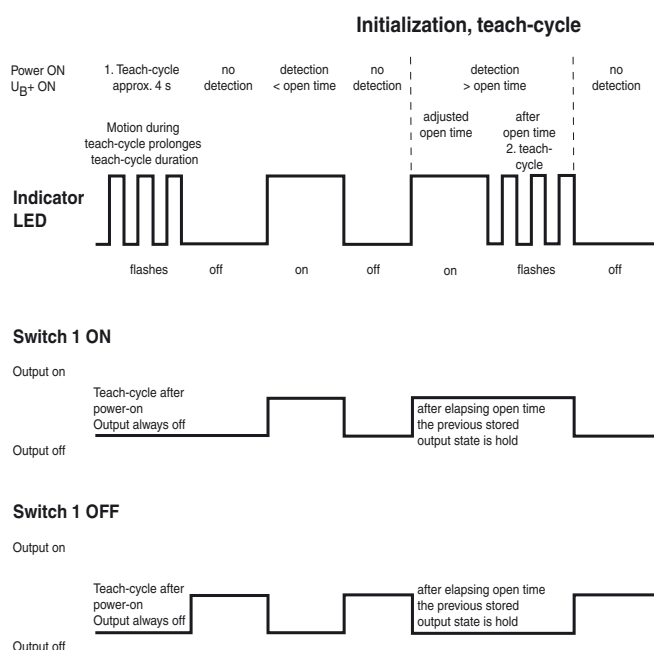 Initialization, teach-cycle
Power ON
UB+ ON
1. Teach-cycle
approx. 4 s
no
detection
detection
< open time
no
detection
detection
> open time
no
detection
Motion during
teach-cycle prolonges
teach-cycle duration
adjusted
open time
after
open time
2. teach-
cycle
Indicator
LED
flashes
off
on
off
on
flashes
off
Switch 1 ON
Output on
Teach-cycle after
power-on
Output always off
after elapsing open time
the previous stored
output state is hold
Output off
Switch 1 OFF
Output on
Teach-cycle after
power-on
Output always off
after elapsing open time
the previous stored
output state is hold
Output off